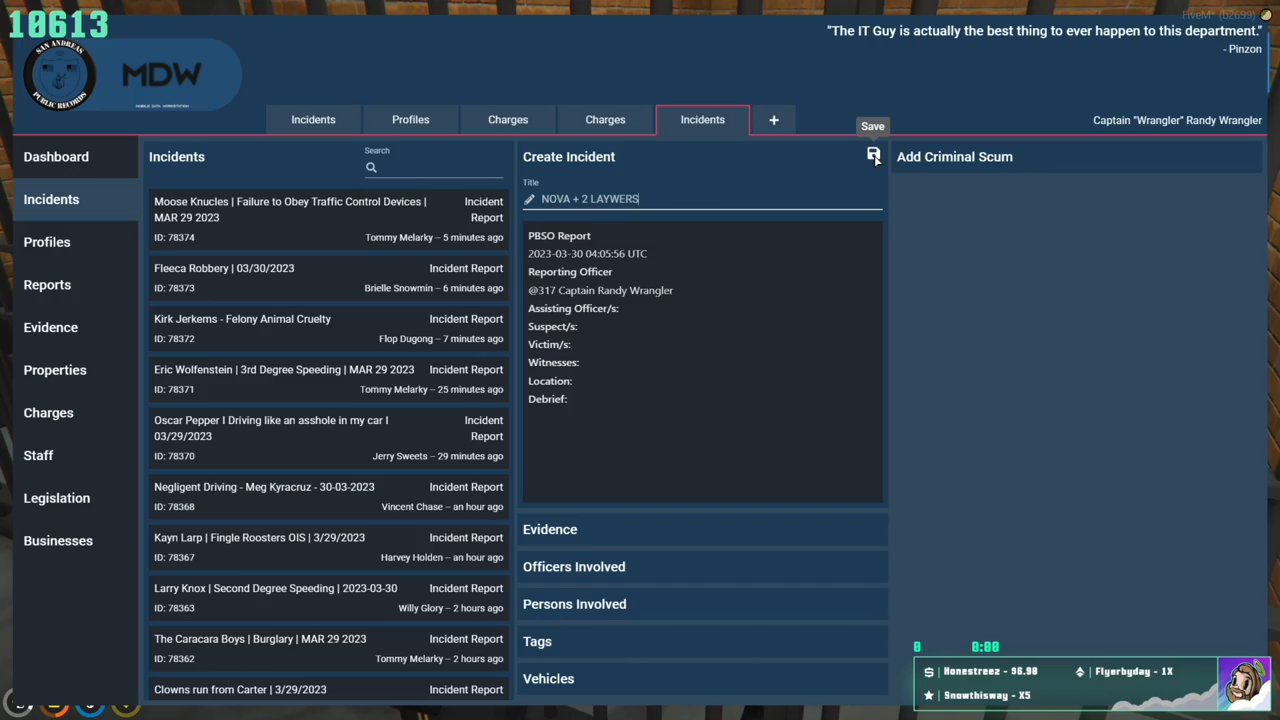 10613
FiveM® (b2699)
"The IT Guy is actually the best thing to ever happen to this department."
- Pinzon
SAN ANDREAS
PUBLIC RECORDS
MDW
MOBILE DATA WORKSTATION
Incidents
Profiles
Charges
Charges
Incidents
+
Save
Captain "Wrangler" Randy Wrangler
Dashboard
Incidents
Profiles
Reports
Evidence
Properties
Charges
Staff
Legislation
Businesses
Incidents
Search
Moose Knucles | Failure to Obey Traffic Control Devices | Incident
MAR 29 2023 Report
ID: 78374 Tommy Melarky – 5 minutes ago
Fleeca Robbery | 03/30/2023 Incident Report
ID: 78373 Brielle Snowmin – 6 minutes ago
Kirk Jerkems - Felony Animal Cruelty Incident Report
ID: 78372 Flop Dugong – 7 minutes ago
Eric Wolfenstein | 3rd Degree Speeding | MAR 29 2023 Incident Report
ID: 78371 Tommy Melarky – 25 minutes ago
Oscar Pepper I Driving like an asshole in my car I Incident
03/29/2023 Report
ID: 78370 Jerry Sweets – 29 minutes ago
Negligent Driving - Meg Kyracruz - 30-03-2023 Incident Report
ID: 78368 Vincent Chase – an hour ago
Kayn Larp | Fingle Roosters OIS | 3/29/2023 Incident Report
ID: 78367 Harvey Holden – an hour ago
Larry Knox | Second Degree Speeding | 2023-03-30 Incident Report
ID: 78363 Willy Glory – 2 hours ago
The Caracara Boys | Burglary | MAR 29 2023 Incident Report
ID: 78362 Tommy Melarky – 2 hours ago
Clowns run from Carter | 3/29/2023 Incident Report
Create Incident
Title
NOVA + 2 LAYWERS
PBSO Report
2023-03-30 04:05:56 UTC
Reporting Officer
@317 Captain Randy Wrangler
Assisting Officer/s:
Suspect/s:
Victim/s:
Witnesses:
Location:
Debrief:
Evidence
Officers Involved
Persons Involved
Tags
Vehicles
Add Criminal Scum
0 0:00
Honestreez - $6.90 Flyerbyday - 1X
Snowthisway - X5